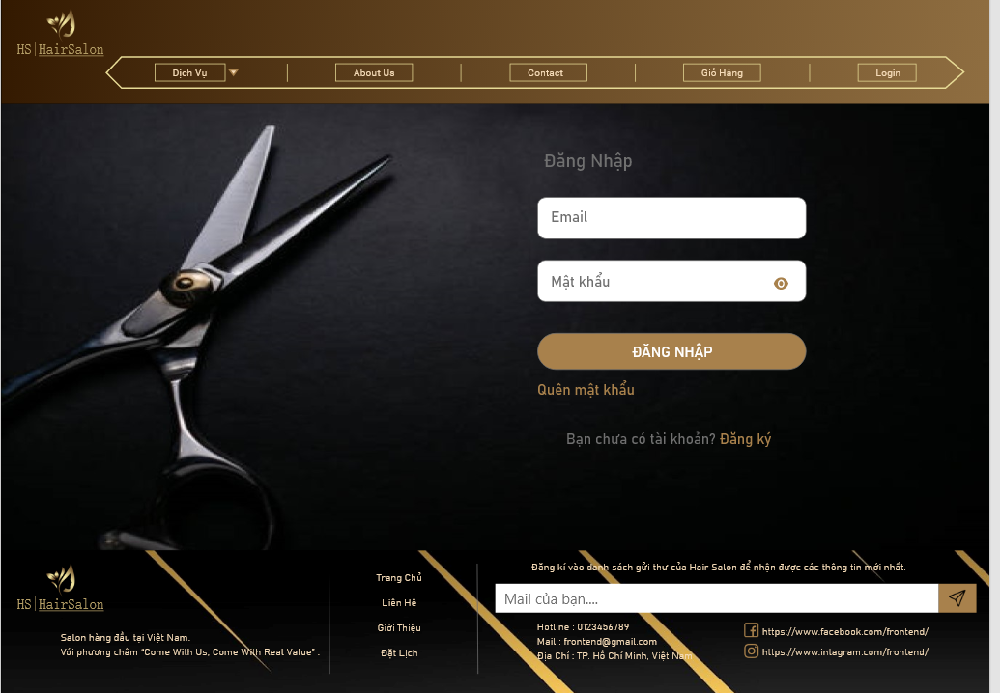 HS HairSalon
Dịch Vụ
About Us
Contact
Giỏ Hàng
Login
Đăng Nhập
Email
Mật khẩu
ĐĂNG NHẬP
Quên mật khẩu
Bạn chưa có tài khoản? Đăng ký
HS HairSalon
Salon hàng đầu tại Việt Nam.
Với phương châm “Come With Us, Come With Real Value” .
Trang Chủ
Liên Hệ
Giới Thiệu
Đặt Lịch
Đăng kí vào danh sách gửi thư của Hair Salon để nhận được các thông tin mới nhất.
Mail của bạn....
Hotline : 0123456789
Mail : frontend@gmail.com
Địa Chỉ : TP. Hồ Chí Minh, Việt Nam
https://www.facebook.com/frontend/
https://www.intagram.com/frontend/